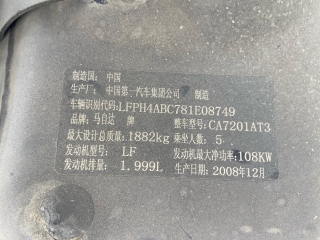 制造国: 中国
生产厂: 中国第一汽车集团公司 制造
车辆识别代码:LFPH4ABC781E08749
品牌: 马自达 牌 整车型号:CA7201AT3
最大设计总质量:1882kg 乘坐人数: 5
发动机型号: LF 发动机最大净功率:108KW
发动机排量: 1.999L 生产日期:2008年12月